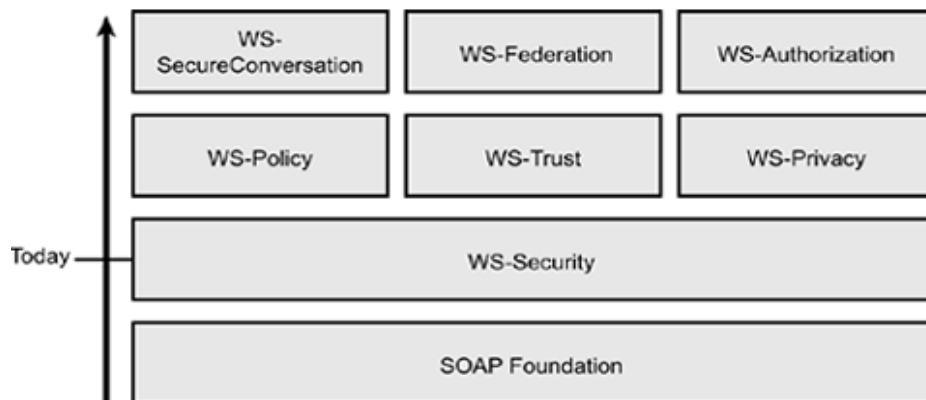 WS-
SecureConversation
WS-Federation
WS-Authorization
WS-Policy
WS-Trust
WS-Privacy
Today
WS-Security
SOAP Foundation